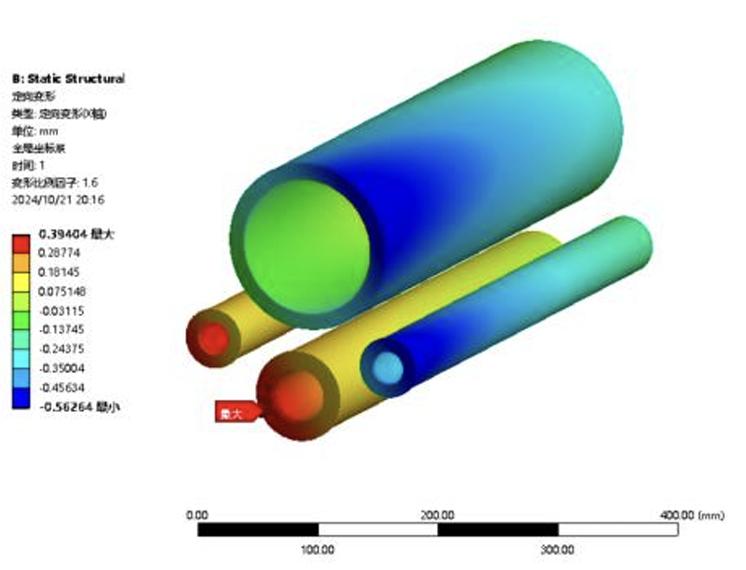 B: Static Structural
定向变形
类型: 定向变形(X轴)
单位: mm
全局坐标系
时间: 1
变形比例因子: 1.6
2024/10/21 20:16
0.39404 最大
0.28774
0.18145
0.075148
-0.03115
-0.13745
-0.24375
-0.35004
-0.45634
-0.56264 最小
最大
0.00
200.00
400.00 (mm)
100.00
300.00